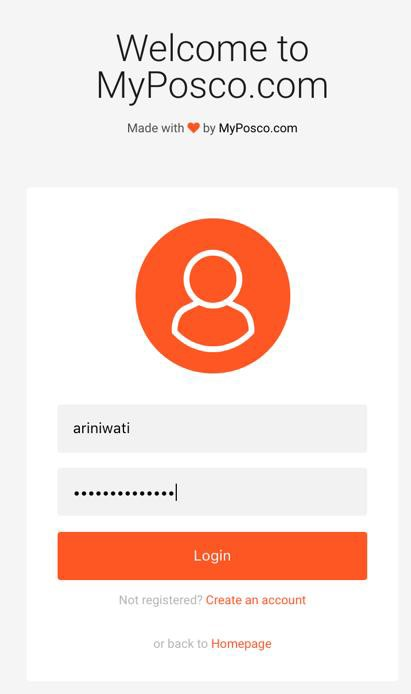 Welcome to
MyPosco.com
Made with ❤ by MyPosco.com
ariniwati
••••••••••••••
Login
Not registered? Create an account
or back to Homepage